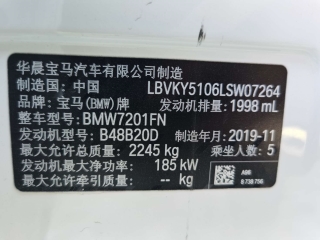 华晨宝马汽车有限公司制造
制造国：中国 LBVKY5106LSW07264
品牌：宝马(BMW)牌 发动机排量：1998 mL
整车型号：BMW7201FN
发动机型号：B48B20D 制造年月：2019-11
最大允许总质量：2245 kg 乘坐人数：5
发动机最大净功率：185 kW
最大允许牵引质量：—kg